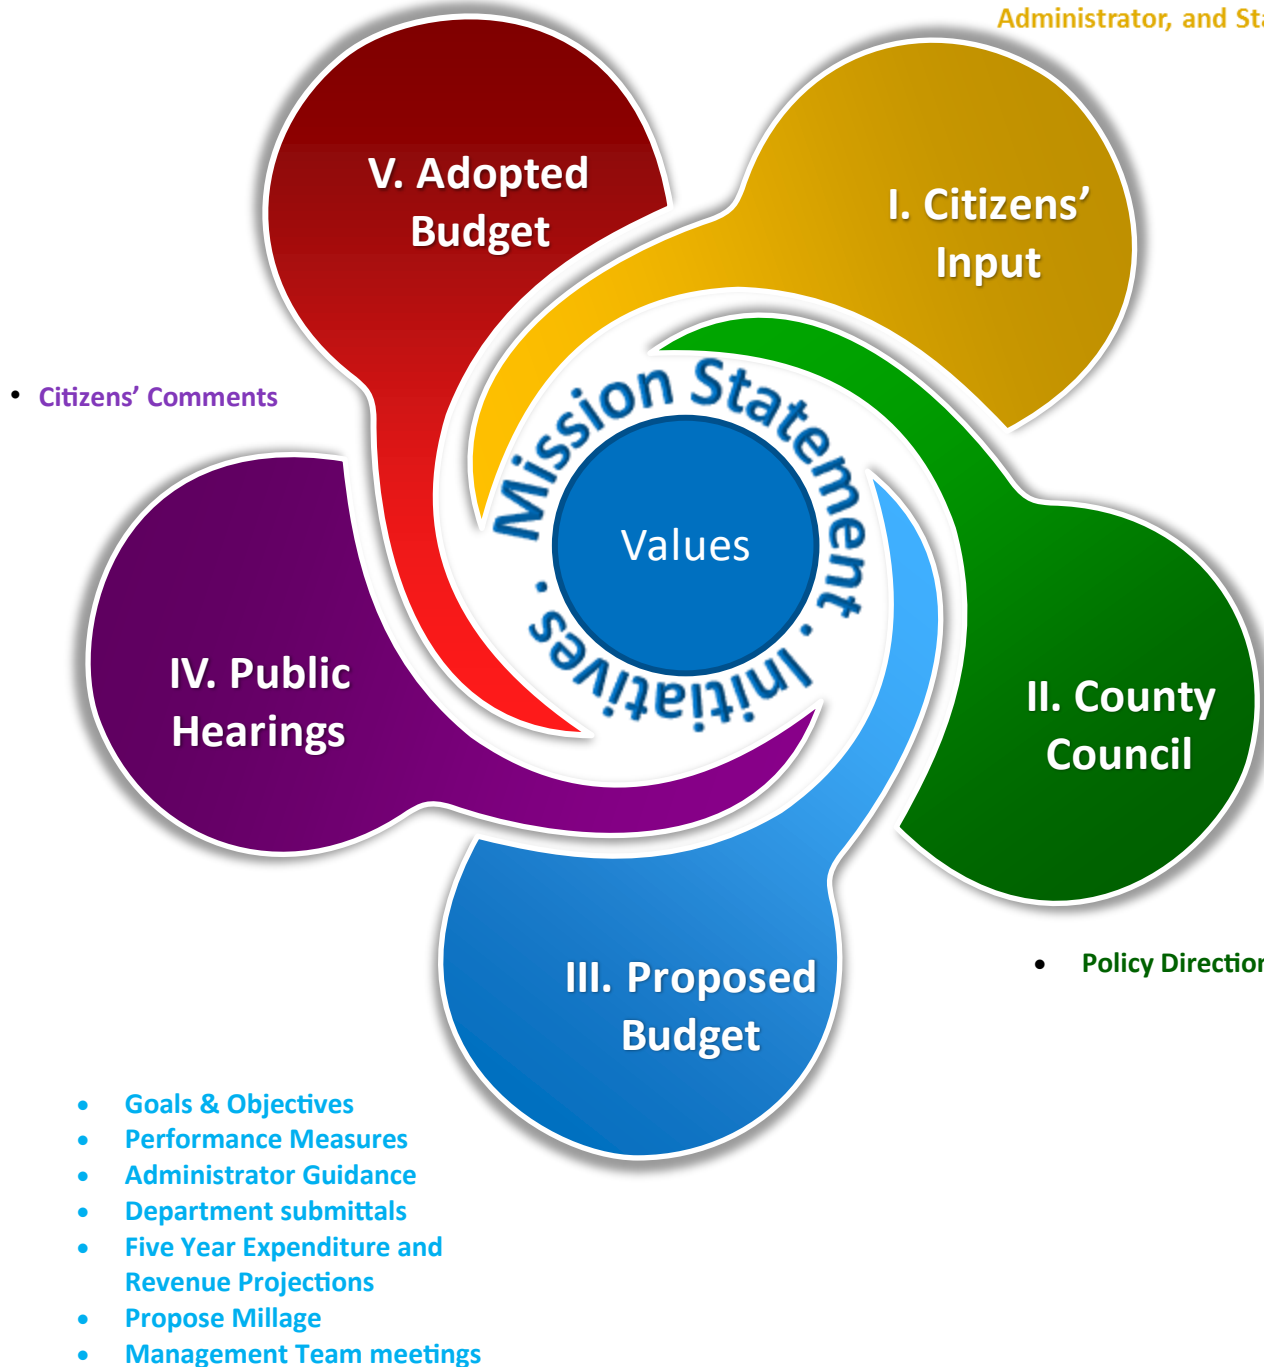 Administrator, and
V. Adopted
Budget
I. Citizens’
Input
• Citizens’ Comments
Mission Statement · Initiatives ·
Values
IV. Public
Hearings
II. County
Council
III. Proposed
Budget
• Policy Direction
• Goals & Objectives
• Performance Measures
• Administrator Guidance
• Department submittals
• Five Year Expenditure and
Revenue Projections
• Propose Millage
• Management Team meetings